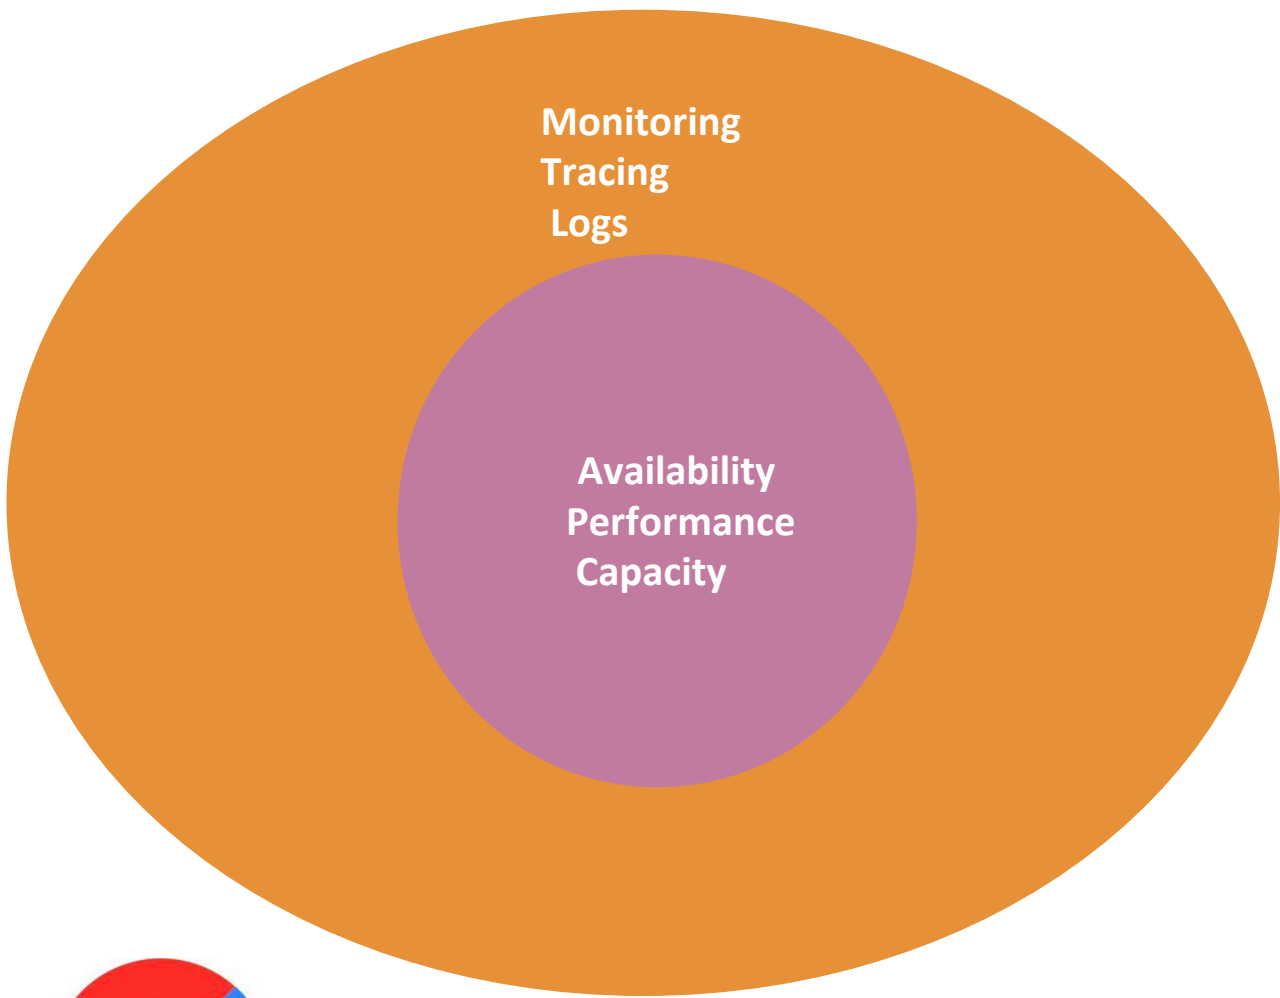 Monitoring
Tracing
Logs
Availability
Performance
Capacity